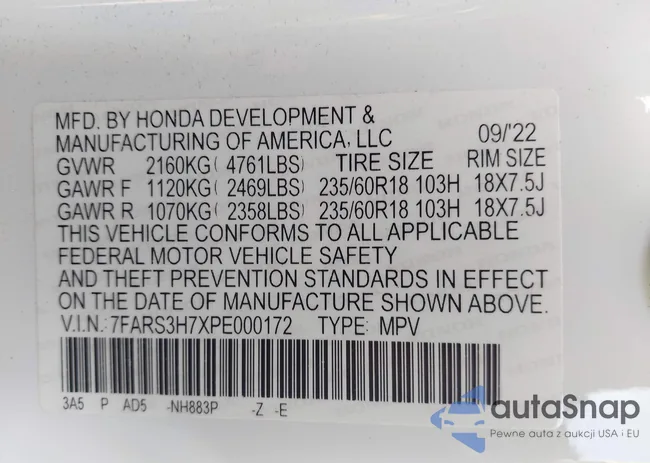 MFD. BY HONDA DEVELOPMENT &
MANUFACTURING OF AMERICA, LLC 09/'22
GVWR 2160KG( 4761LBS) TIRE SIZE RIM SIZE
GAWR F 1120KG( 2469LBS) 235/60R18 103H 18X7.5J
GAWR R 1070KG( 2358LBS) 235/60R18 103H 18X7.5J
THIS VEHICLE CONFORMS TO ALL APPLICABLE
FEDERAL MOTOR VEHICLE SAFETY
AND THEFT PREVENTION STANDARDS IN EFFECT
ON THE DATE OF MANUFACTURE SHOWN ABOVE.
V.I.N.:7FARS3H7XPE000172 TYPE: MPV
3A5 P AD5 -NH883P -Z -E
autaSnap
Pewne auta z aukcji USA i EU